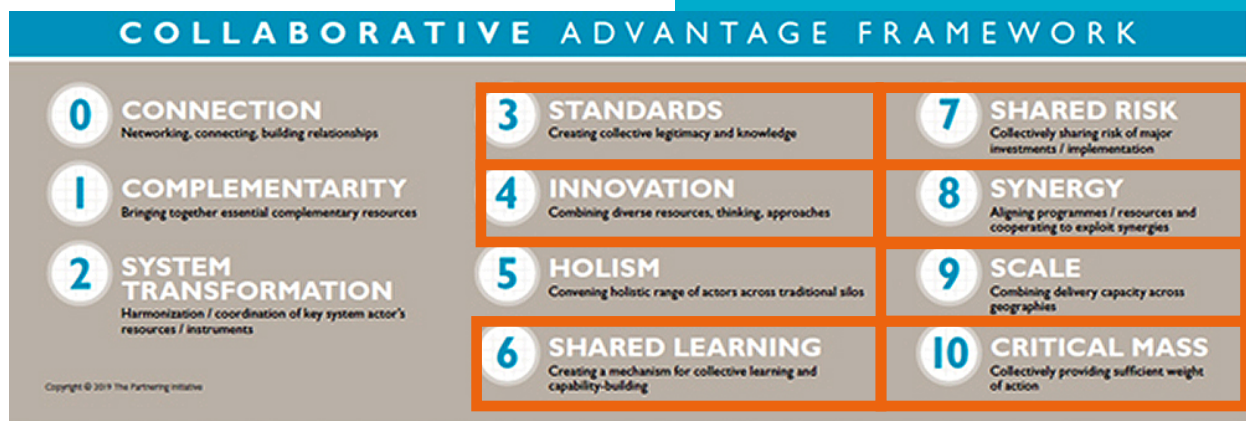 COLLABORATIVE ADVANTAGE FRAMEWORK
0
CONNECTION
Networking, connecting, building relationships
1
COMPLEMENTARITY
Bringing together essential complementary resources
2
SYSTEM
TRANSFORMATION
Harmonization / coordination of key system actor's
resources / instruments
3
STANDARDS
Creating collective legitimacy and knowledge
4
INNOVATION
Combining diverse resources, thinking, approaches
5
HOLISM
Convening holistic range of actors across traditional silos
6
SHARED LEARNING
Creating a mechanism for collective learning and
capability-building
7
SHARED RISK
Collectively sharing risk of major
investments / implementation
8
SYNERGY
Aligning programmes / resources and
cooperating to exploit synergies
9
SCALE
Combining delivery capacity across
geographies
10
CRITICAL MASS
Collectively providing sufficient weight
of action
Copyright © 2019 The Partnering Initiative